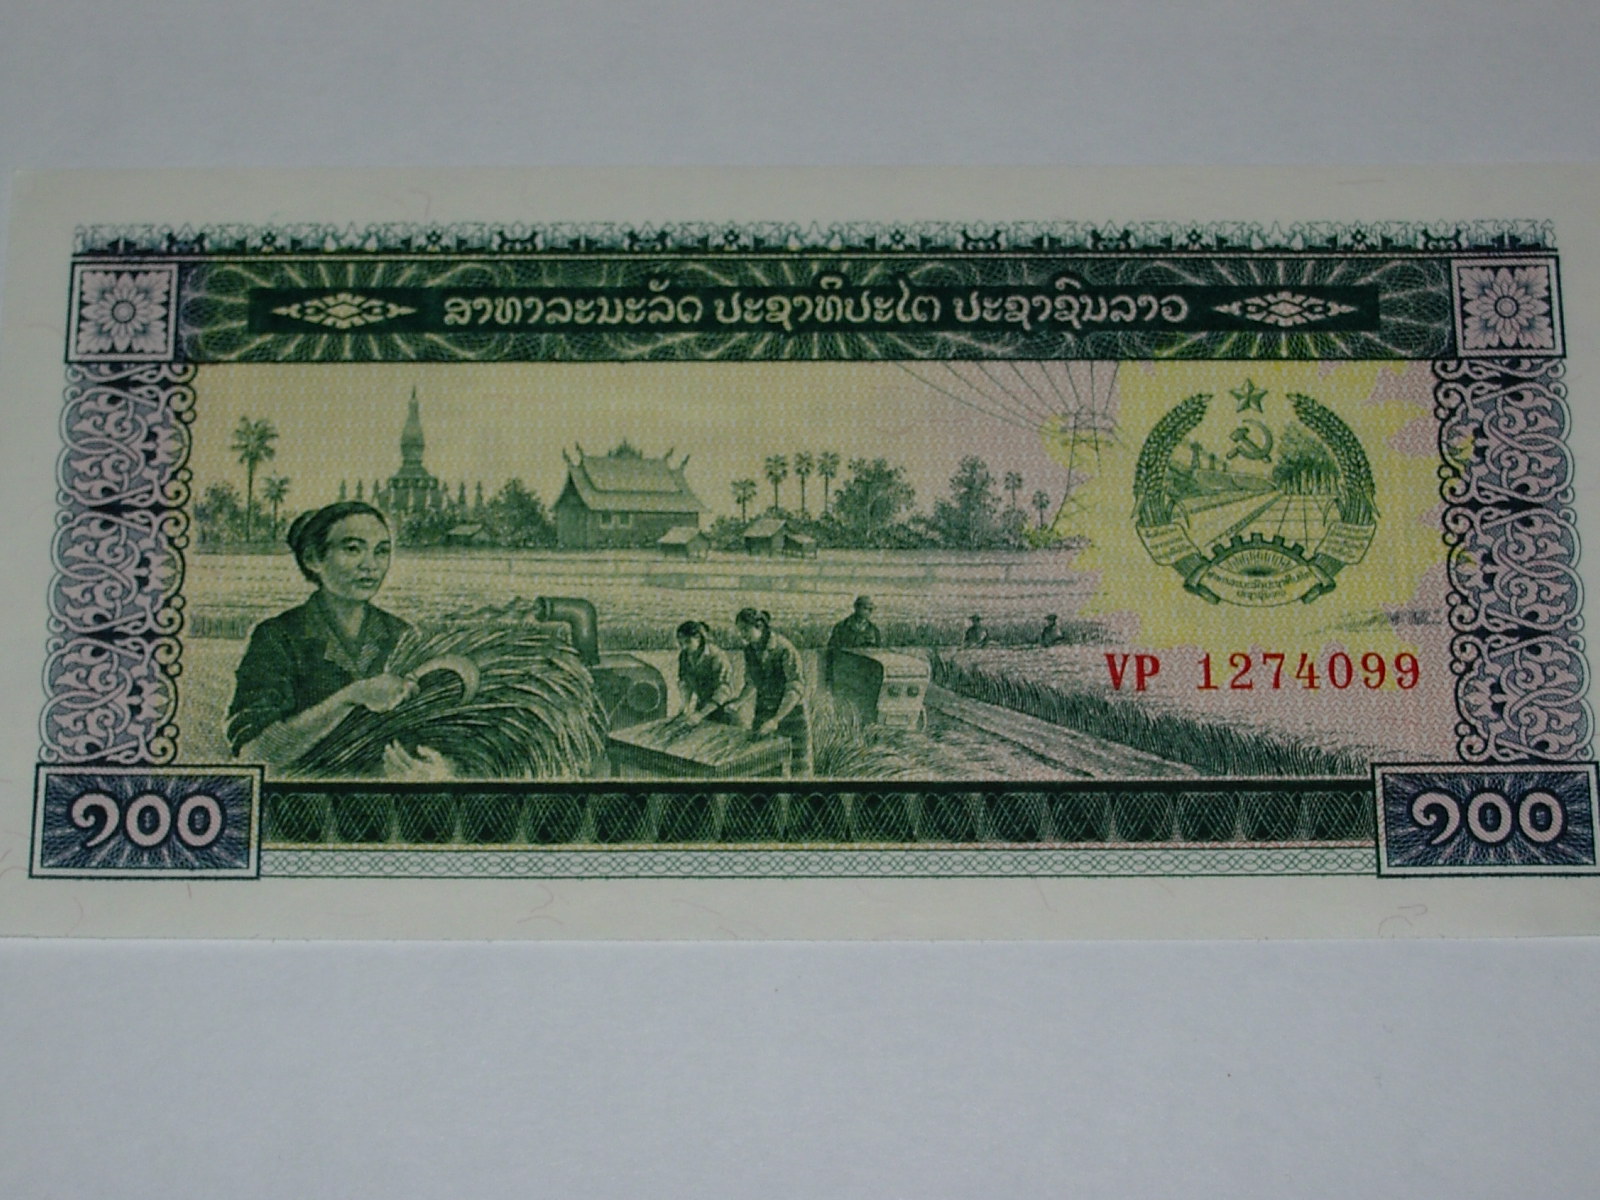 ສາທາລະນະລັດ ປະຊາທິປະໄຕ ປະຊາຊົນລາວ
VP 1274099
໑໐໐ ໑໐໐